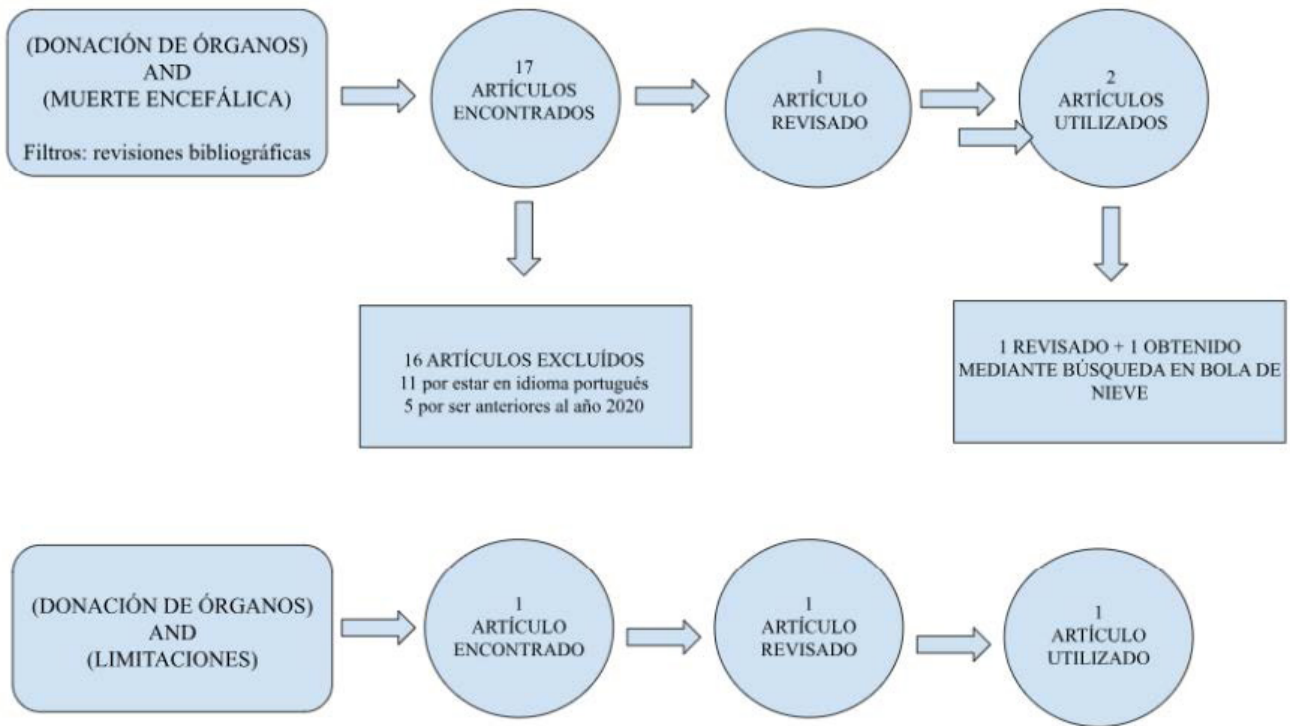 (DONACIÓN DE ÓRGANOS)
AND
(MUERTE ENCEFÁLICA)
Filtros: revisiones bibliográficas
17
ARTÍCULOS
ENCONTRADOS
1
ARTÍCULO
REVISADO
2
ARTÍCULOS
UTILIZADOS
16 ARTÍCULOS EXCLUÍDOS
11 por estar en idioma portugués
5 por ser anteriores al año 2020
1 REVISADO + 1 OBTENIDO
MEDIANTE BÚSQUEDA EN BOLA DE
NIEVE
(DONACIÓN DE ÓRGANOS)
AND
(LIMITACIONES)
1
ARTÍCULO
ENCONTRADO
1
ARTÍCULO
REVISADO
1
ARTÍCULO
UTILIZADO